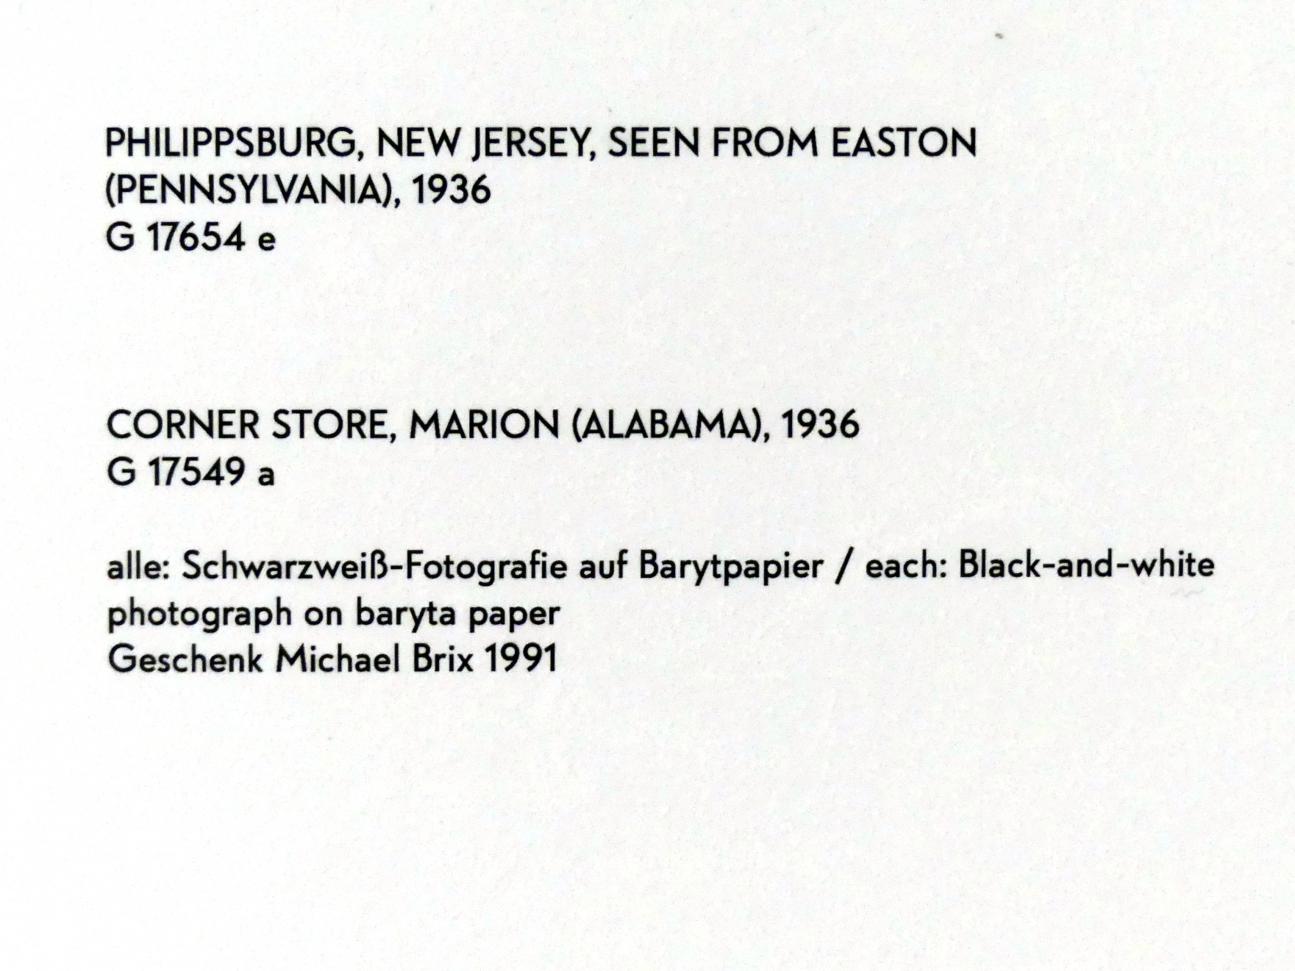 PHILIPPSBURG, NEW JERSEY, SEEN FROM EASTON
(PENNSYLVANIA), 1936
G 17654 e
CORNER STORE, MARION (ALABAMA), 1936
G 17549 a
alle: Schwarzweiß-Fotografie auf Barytpapier / each: Black-and-white
photograph on baryta paper
Geschenk Michael Brix 1991